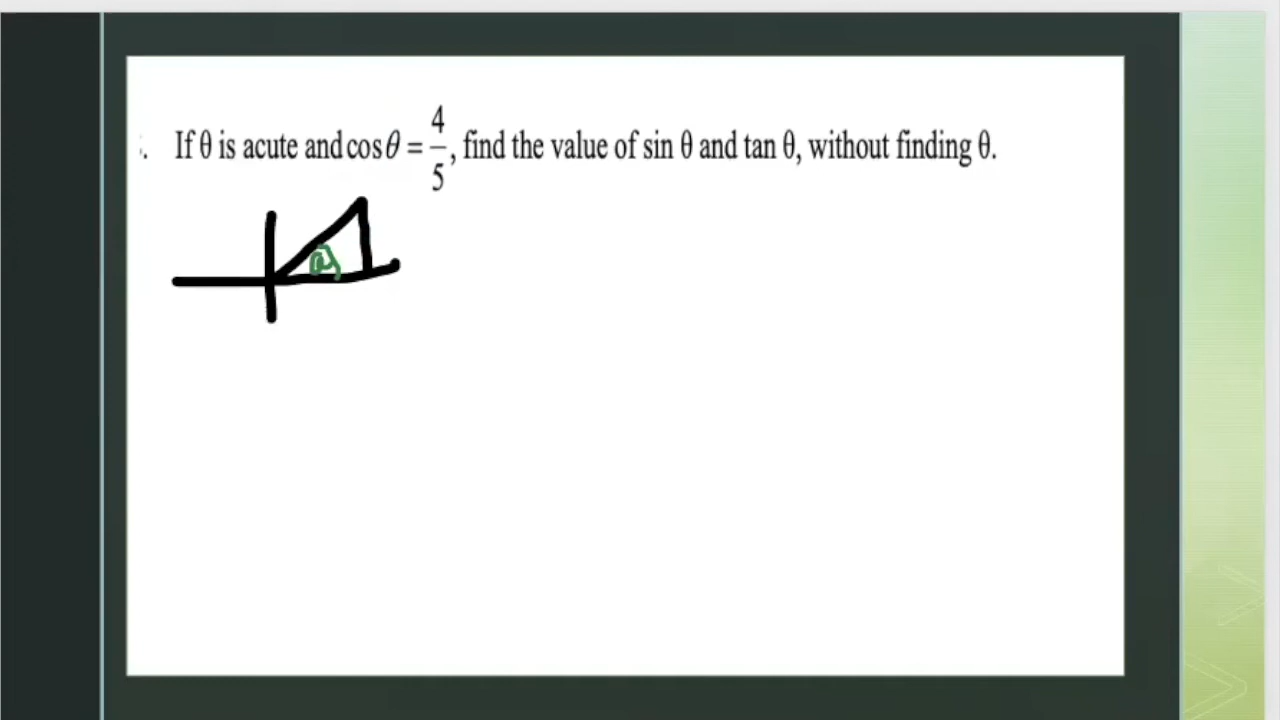 . If θ is acute and cos θ = 4/5, find the value of sin θ and tan θ, without finding θ.
θ